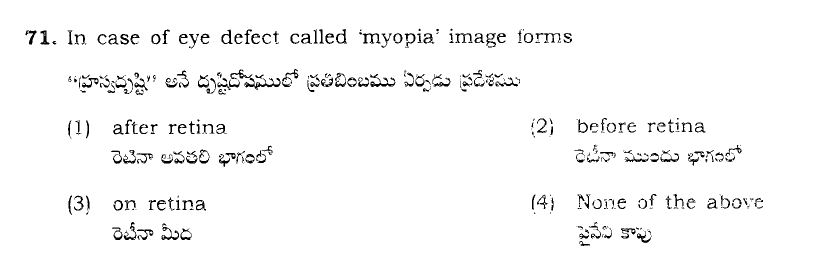 71. In case of eye defect called 'myopia' image forms
"హ్రస్వదృష్టి" అనే దృష్టిదోషములో ప్రతిబింబము ఏర్పడు ప్రదేశము
(1) after retina (2) before retina
రెటినా అవతలి భాగంలో రెటీనా ముందు భాగంలో
(3) on retina (4) None of the above
రెటీనా మీద పైనేవి కావు